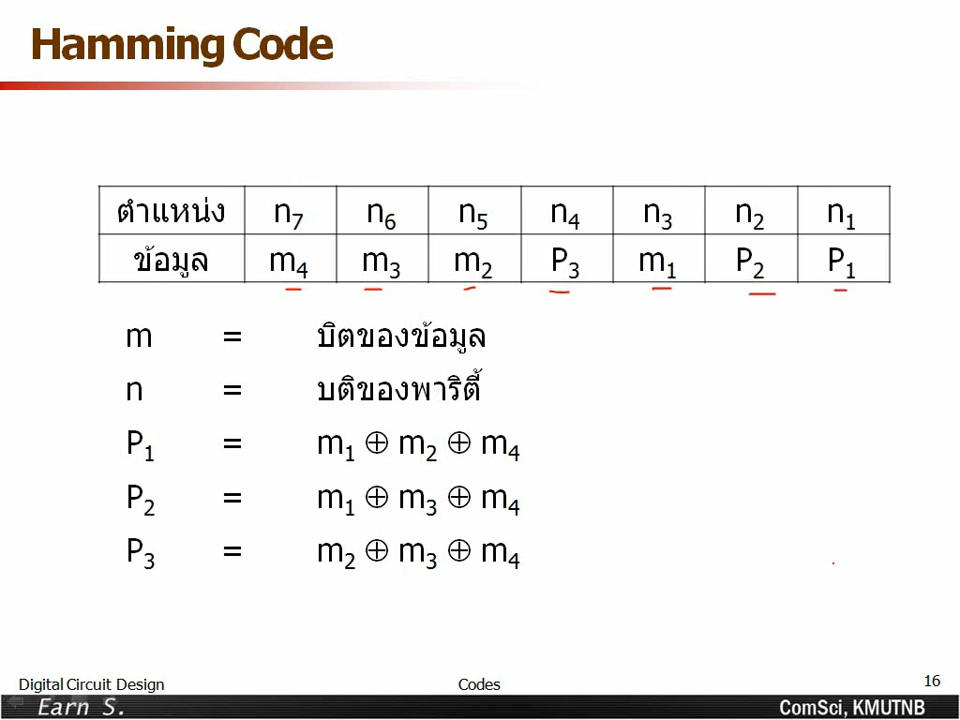 Hamming Code
ตำแหน่ง n₇ n₆ n₅ n₄ n₃ n₂ n₁
ข้อมูล m₄ m₃ m₂ P₃ m₁ P₂ P₁
m = บิตของข้อมูล
n = บติของพาริตี้
P₁ = m₁ ⊕ m₂ ⊕ m₄
P₂ = m₁ ⊕ m₃ ⊕ m₄
P₃ = m₂ ⊕ m₃ ⊕ m₄
Digital Circuit Design Codes 16
Earn S. ComSci, KMUTNB